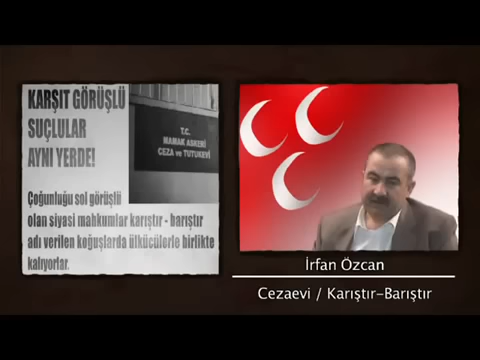 KARŞIT GÖRÜŞLÜ
SUÇLULAR
AYNI YERDE!
T.C.
MAMAK ASKERİ
CEZA ve TUTUKEVİ
Çoğunluğu sol görüşlü
olan siyasi mahkumlar karıştır - barıştır
adı verilen koğuşlarda ülkücülerle birlikte
kalıyorlar.
İrfan Özcan
Cezaevi / Karıştır-Barıştır